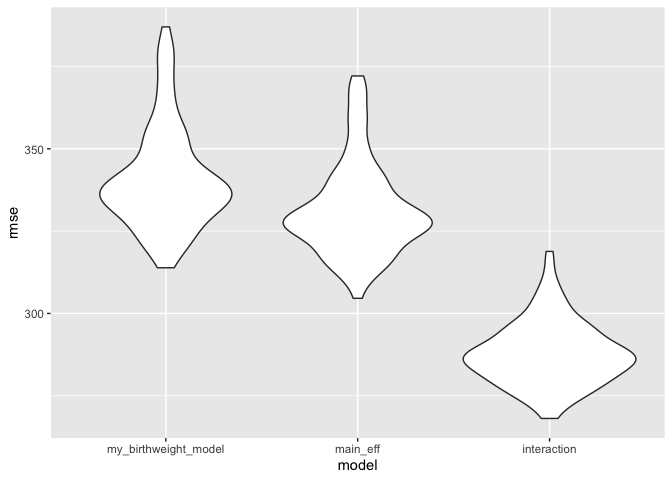 rmse
350
300
my_birthweight_model
main_eff
interaction
model